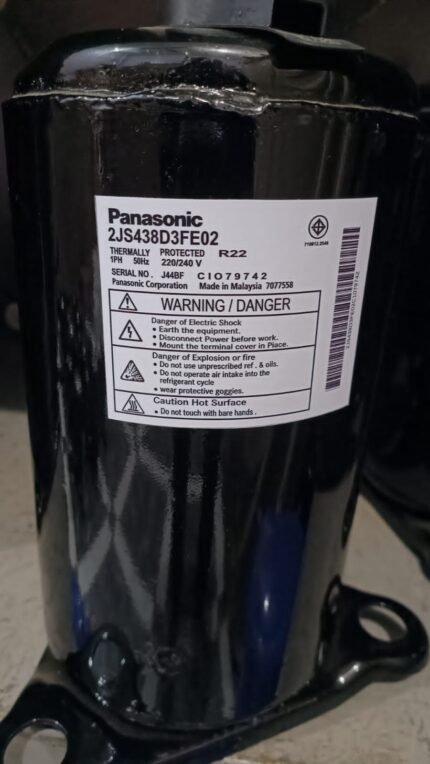 Panasonic
2JS438D3FE02
THERMALLY PROTECTED R22
1PH 50Hz 220/240 V
SERIAL NO. J44BF C1079742
Panasonic Corporation Made in Malaysia 7077558
WARNING / DANGER
Danger of Electric Shock
• Earth the equipment.
• Disconnect Power before work.
• Mount the terminal cover in Piace.
Danger of Explosion or fire
• Do not use unprescribed ref . & oils.
• Do not operate air intake into the
refrigerant cycle
• wear protective goggies.
Caution Hot Surface
• Do not touch with bare hands .